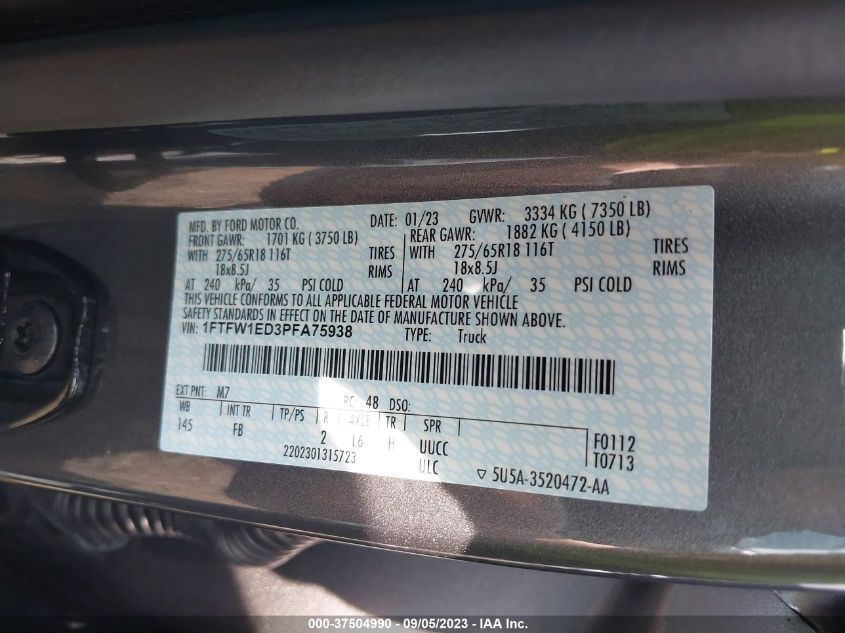 MFD. BY FORD MOTOR CO. DATE: 01/23 GVWR: 3334 KG ( 7350 LB)
FRONT GAWR: 1701 KG ( 3750 LB) REAR GAWR: 1882 KG ( 4150 LB)
WITH 275/65R18 116T TIRES WITH 275/65R18 116T TIRES
18x8.5J RIMS 18x8.5J RIMS
AT 240 kPa/ 35 PSI COLD AT 240 kPa/ 35 PSI COLD
THIS VEHICLE CONFORMS TO ALL APPLICABLE FEDERAL MOTOR VEHICLE
SAFETY STANDARDS IN EFFECT ON THE DATE OF MANUFACTURE SHOWN ABOVE.
VIN: 1FTFW1ED3PFA75938 TYPE: Truck
EXT PNT: M7 RC: 48 DSO:
WB INT TR TP/PS R AXLE TR SPR
145 FB 2 L6 H UUCC F0112
2202301315723 ULC T0713
▽ 5U5A-3520472-AA
000-37504990 - 09/05/2023 - IAA Inc.